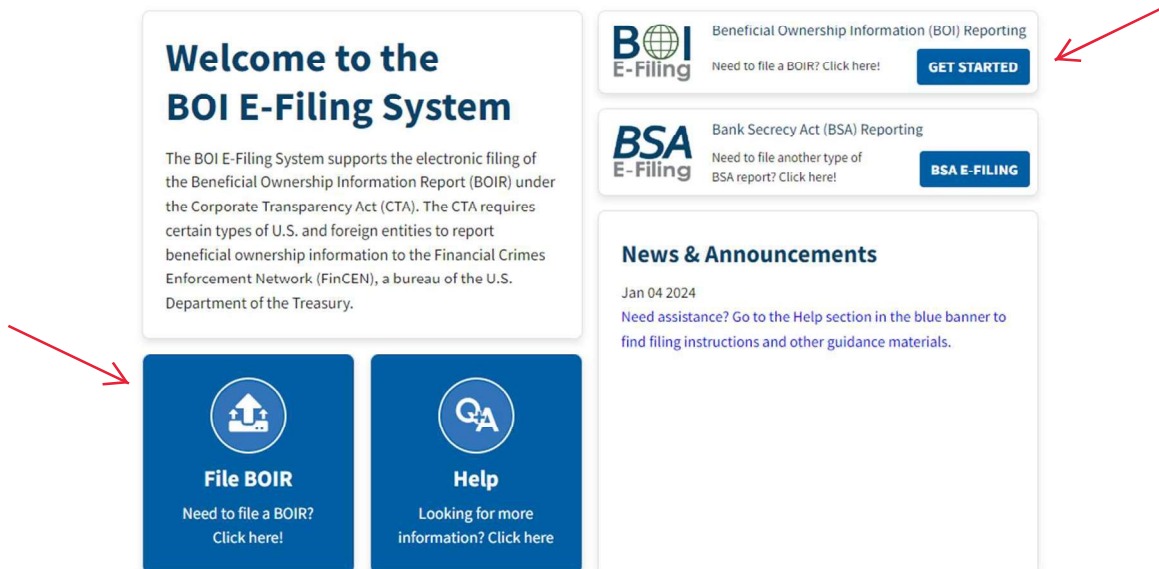 Welcome to the
BOI E-Filing System
The BOI E-Filing System supports the electronic filing of
the Beneficial Ownership Information Report (BOIR) under
the Corporate Transparency Act (CTA). The CTA requires
certain types of U.S. and foreign entities to report
beneficial ownership information to the Financial Crimes
Enforcement Network (FinCEN), a bureau of the U.S.
Department of the Treasury.
File BOIR
Need to file a BOIR?
Click here!
Q+A
Help
Looking for more
information? Click here
BOI
E-Filing
Beneficial Ownership Information (BOI) Reporting
Need to file a BOIR? Click here!
GET STARTED
BSA
E-Filing
Bank Secrecy Act (BSA) Reporting
Need to file another type of
BSA report? Click here!
BSA E-FILING
News & Announcements
Jan 04 2024
Need assistance? Go to the Help section in the blue banner to
find filing instructions and other guidance materials.